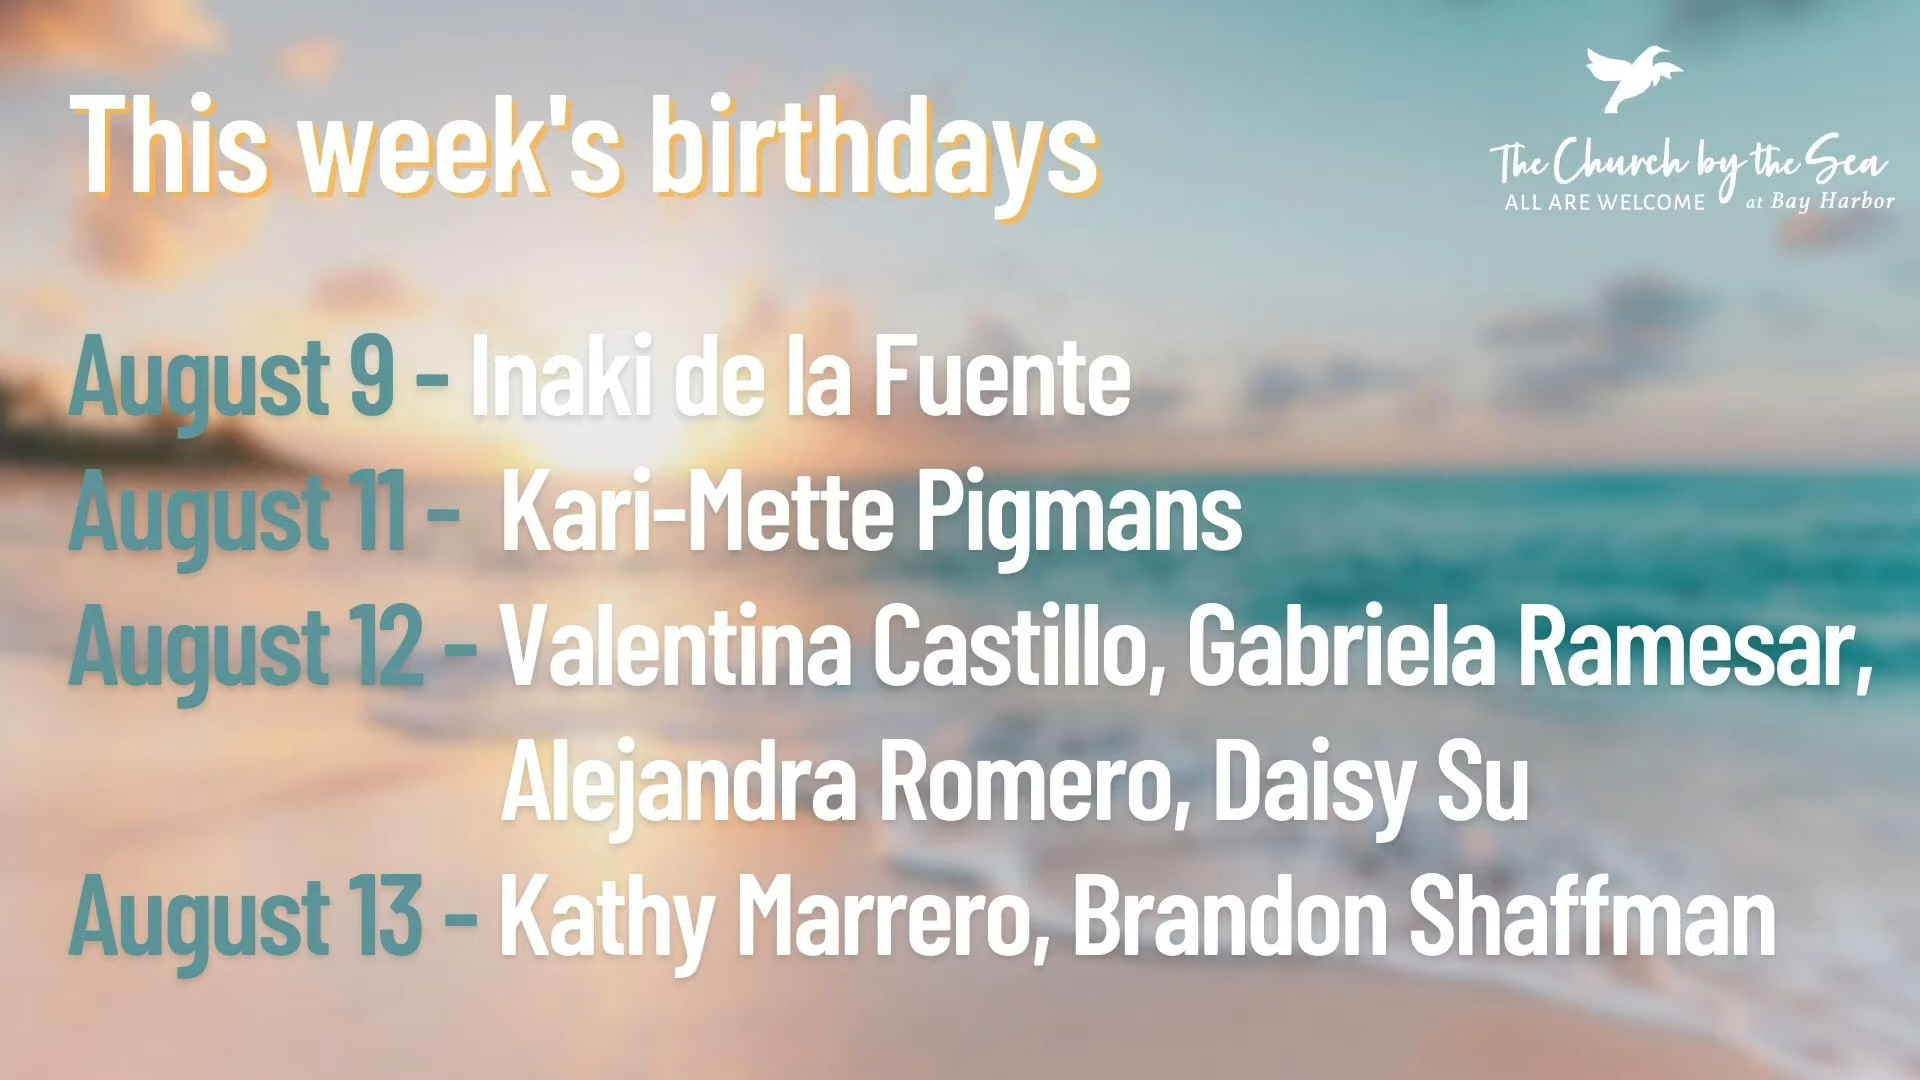 This week's birthdays
The Church by the Sea
ALL ARE WELCOME at Bay Harbor
August 9 - Inaki de la Fuente
August 11 - Kari-Mette Pigmans
August 12 - Valentina Castillo, Gabriela Ramesar,
Alejandra Romero, Daisy Su
August 13 - Kathy Marrero, Brandon Shaffman